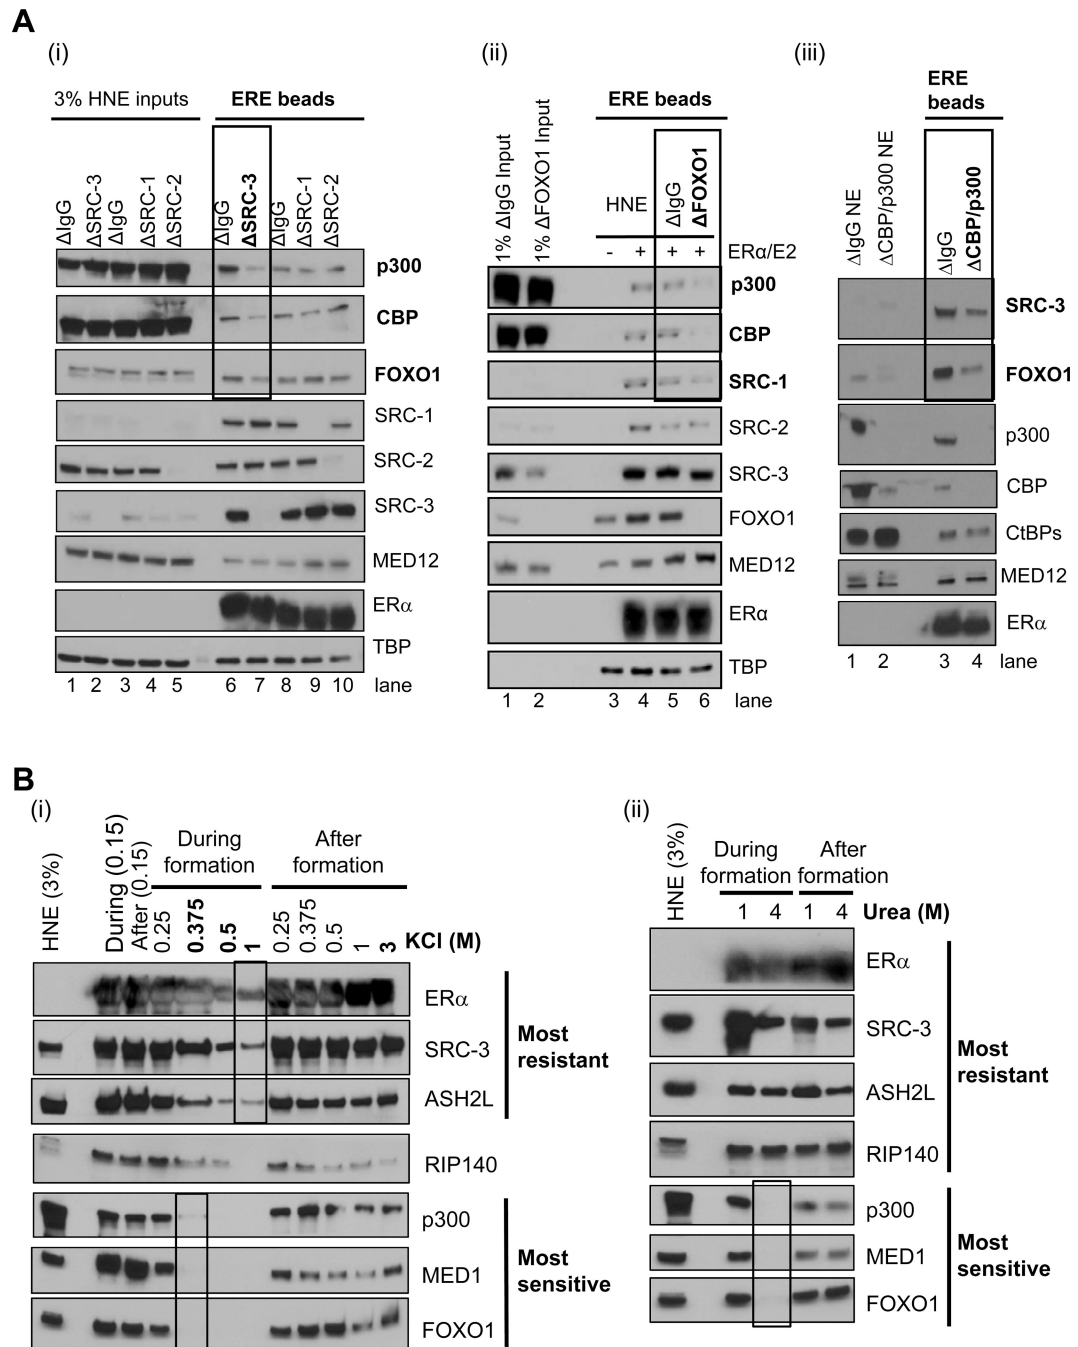 A
(i)
3% HNE inputs
ERE beads
ΔIgG
ΔSRC-3
ΔIgG
ΔSRC-1
ΔSRC-2
ΔIgG
ΔSRC-3
ΔIgG
ΔSRC-1
ΔSRC-2
p300
CBP
FOXO1
SRC-1
SRC-2
SRC-3
MED12
ERα
TBP
1 2 3 4 5 6 7 8 9 10 lane
(ii)
ERE beads
1% ΔIgG Input
1% ΔFOXO1 Input
HNE
ΔIgG
ΔFOXO1
- + + + ERα/E2
p300
CBP
SRC-1
SRC-2
SRC-3
FOXO1
MED12
ERα
TBP
1 2 3 4 5 6 lane
(iii)
ERE
beads
ΔIgG NE
ΔCBP/p300 NE
ΔIgG
ΔCBP/p300
SRC-3
FOXO1
p300
CBP
CtBPs
MED12
ERα
1 2 3 4 lane
B
(i)
During
formation
After
formation
HNE (3%)
During (0.15)
After (0.15)
0.25
0.375
0.5
1
0.25
0.375
0.5
1
3
KCl (M)
ERα
SRC-3
ASH2L
Most
resistant
RIP140
p300
MED1
FOXO1
Most
sensitive
(ii)
During
formation
After
formation
HNE (3%)
1 4 1 4 Urea (M)
ERα
SRC-3
ASH2L
RIP140
Most
resistant
p300
MED1
FOXO1
Most
sensitive